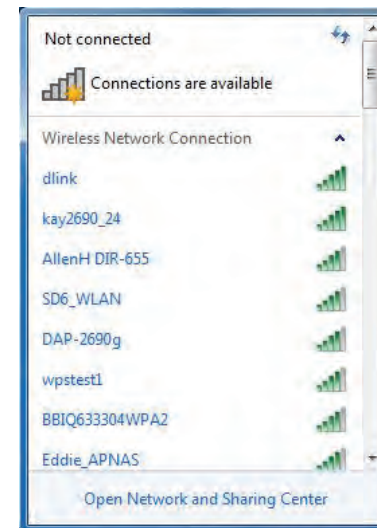 Not connected
Connections are available
Wireless Network Connection
dlink
kay2690_24
AllenH DIR-655
SD6_WLAN
DAP-2690g
wpstest1
BBIQ633304WPA2
Eddie_APNAS
Open Network and Sharing Center